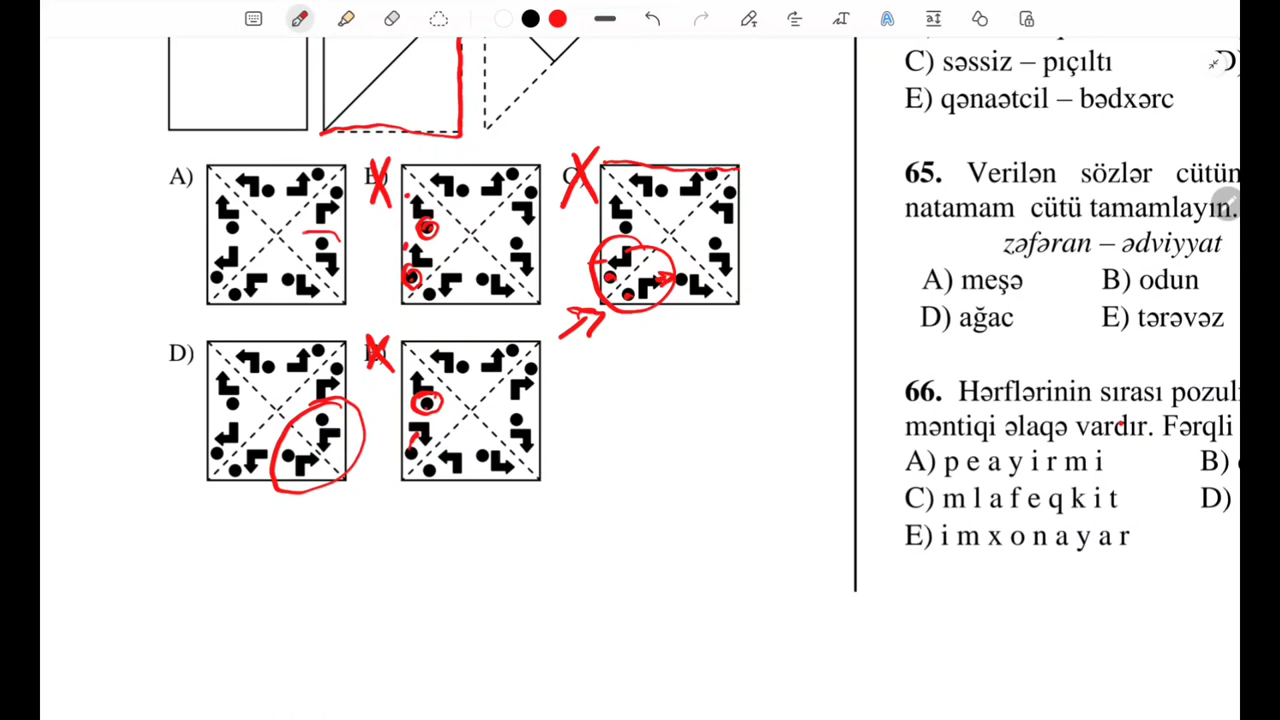 A)
C)
D)
C) səssiz – pıçıltı
D)
E) qənaətcil – bədxərc
65. Verilən sözlər cütün
natamam cütü tamamlayın.
zəfəran – ədviyyat
A) meşə B) odun
D) ağac E) tərəvəz
66. Hərflərinin sırası pozul
məntiqi əlaqə vardır. Fərqli
A) p e a y i r m i B)
C) m l a f e q k i t D)
E) i m x o n a y a r